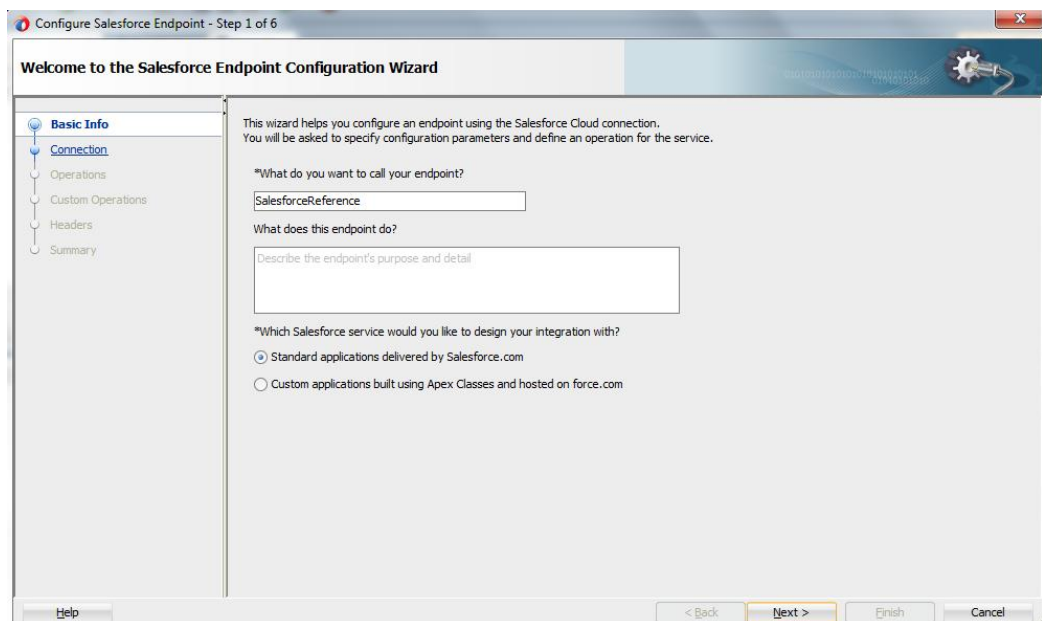 Configure Salesforce Endpoint - Step 1 of 6
x
Welcome to the Salesforce Endpoint Configuration Wizard
Basic Info
Connection
Operations
Custom Operations
Headers
Summary
This wizard helps you configure an endpoint using the Salesforce Cloud connection.
You will be asked to specify configuration parameters and define an operation for the service.
*What do you want to call your endpoint?
SalesforceReference
What does this endpoint do?
Describe the endpoint's purpose and detail
*Which Salesforce service would you like to design your integration with?
Standard applications delivered by Salesforce.com
Custom applications built using Apex Classes and hosted on force.com
Help
< Back
Next >
Finish
Cancel